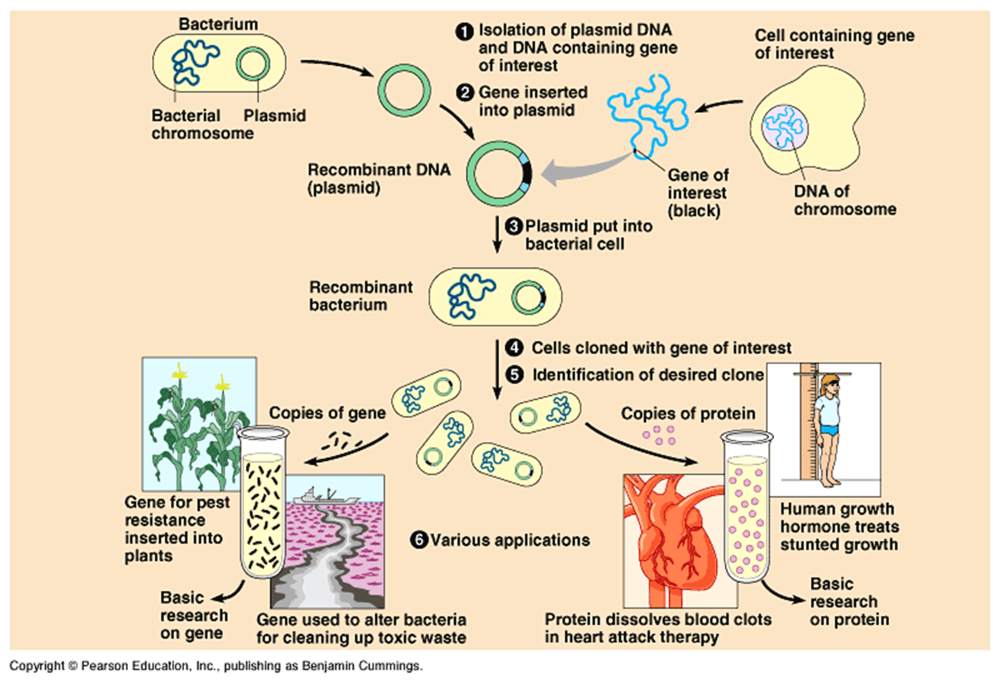 Bacterium
Bacterial
chromosome
Plasmid
1 Isolation of plasmid DNA
and DNA containing gene
of interest
2 Gene inserted
into plasmid
Cell containing gene
of interest
Recombinant DNA
(plasmid)
Gene of
interest
(black)
DNA of
chromosome
3 Plasmid put into
bacterial cell
Recombinant
bacterium
4 Cells cloned with gene of interest
5 Identification of desired clone
Copies of gene
Copies of protein
Gene for pest
resistance
inserted into
plants
6 Various applications
Human growth
hormone treats
stunted growth
Basic
research
on gene
Gene used to alter bacteria
for cleaning up toxic waste
Protein dissolves blood clots
in heart attack therapy
Basic
research
on protein
Copyright © Pearson Education, Inc., publishing as Benjamin Cummings.